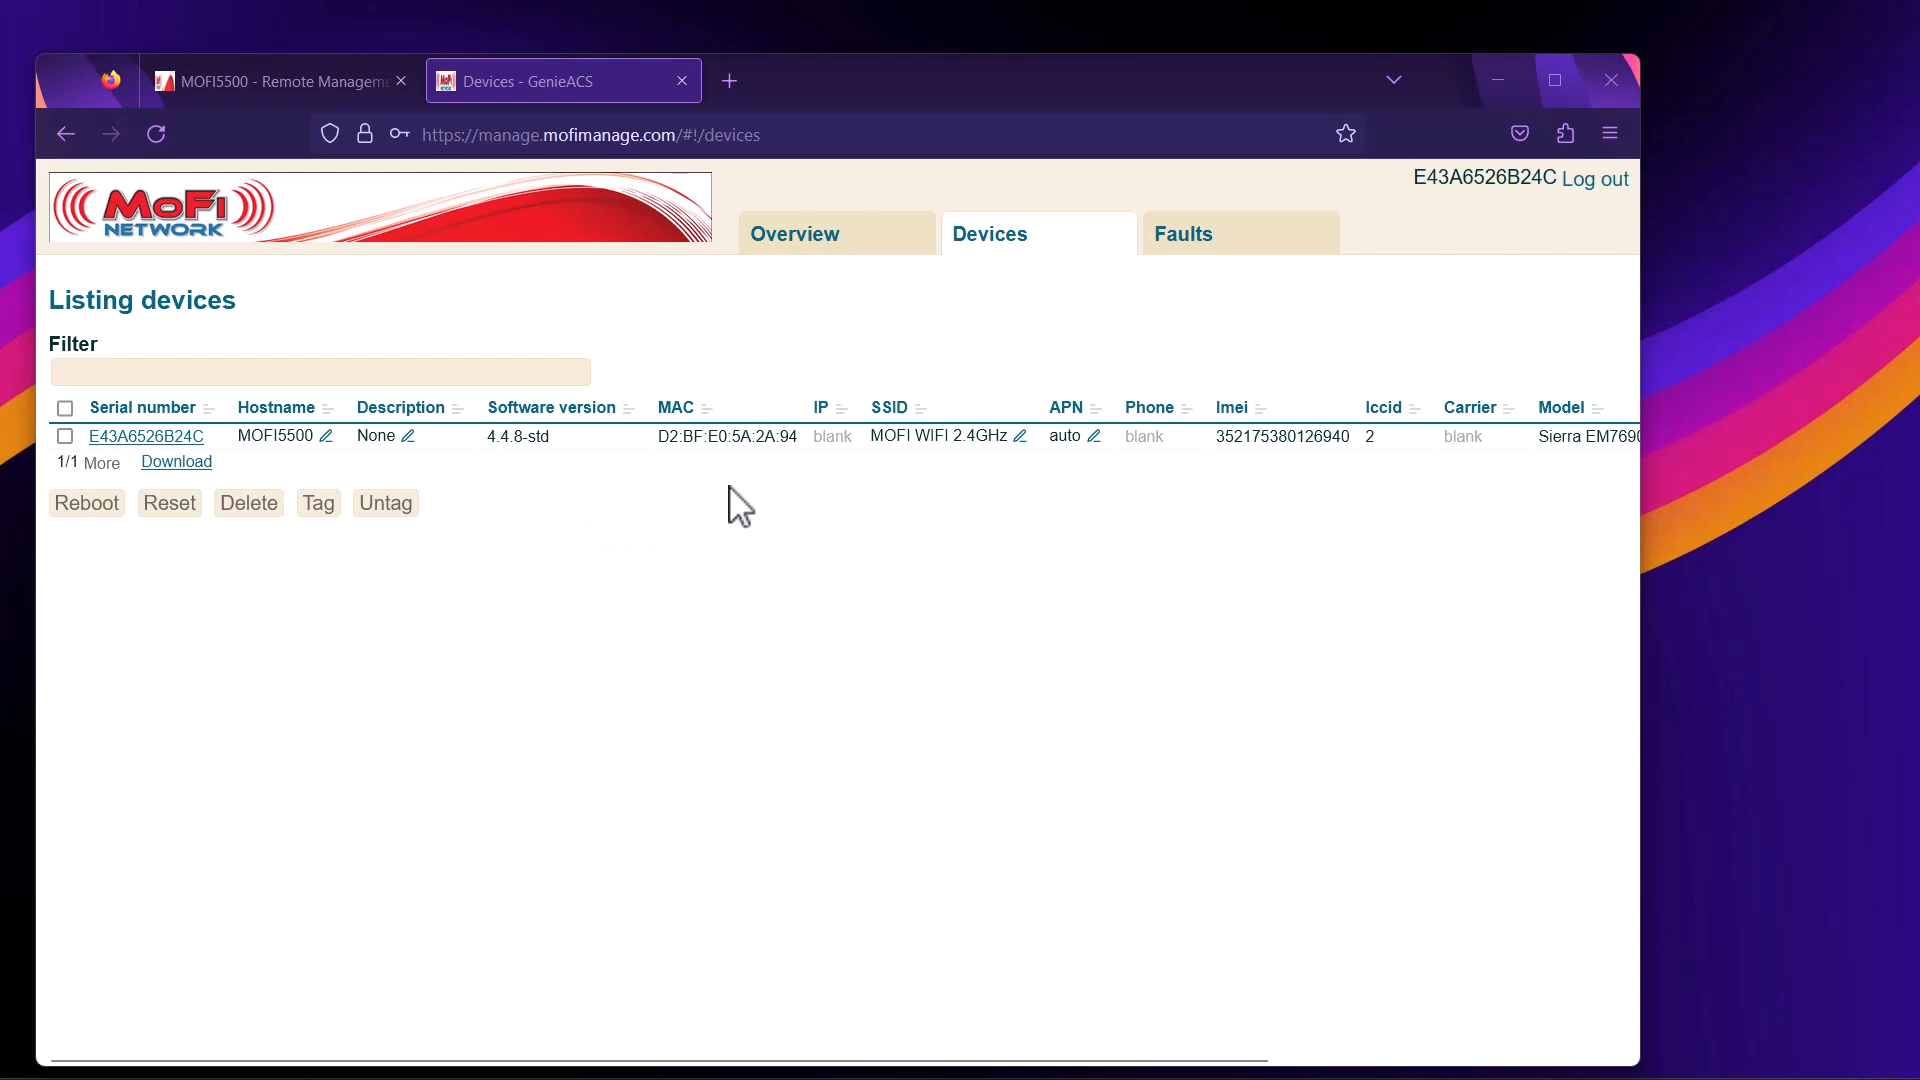 MOFI5500 - Remote Manageme
Devices - GenieACS
https://manage.mofimanage.com/#!/devices
MoFi
NETWORK
E43A6526B24C Log out
Overview Devices Faults
Listing devices
Filter
Serial number Hostname Description Software version MAC IP SSID APN Phone Imei Iccid Carrier Model
E43A6526B24C MOFI5500 None 4.4.8-std D2:BF:E0:5A:2A:94 blank MOFI WIFI 2.4GHz auto blank 352175380126940 2 blank Sierra EM7690
1/1 More Download
Reboot Reset Delete Tag Untag